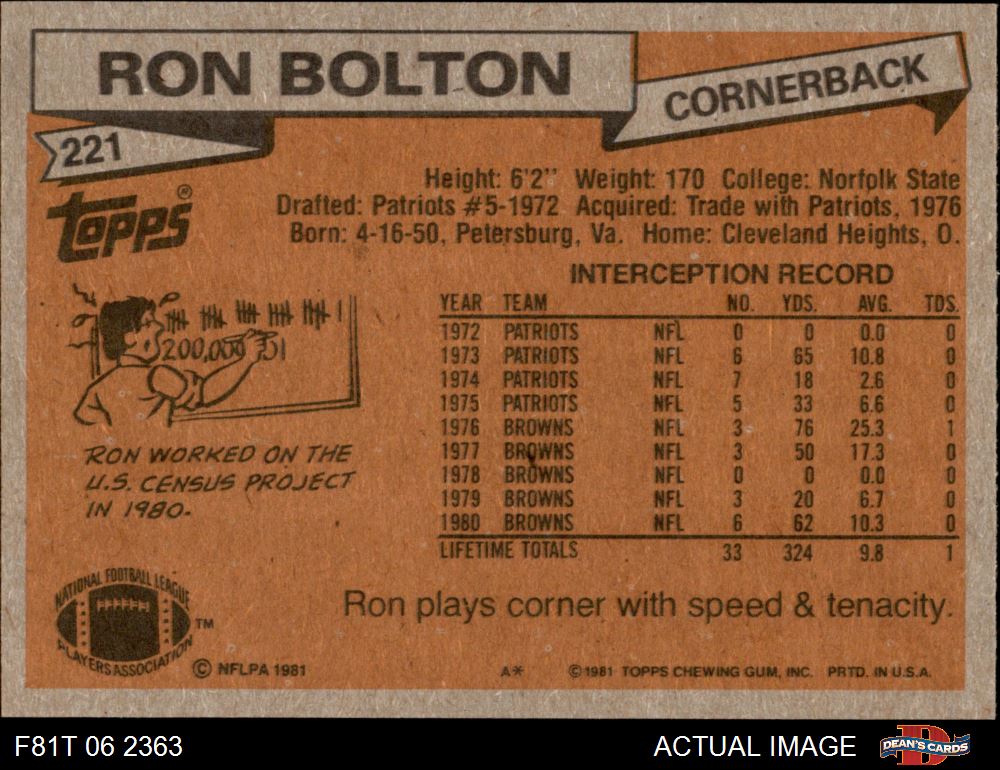 RON BOLTON
CORNERBACK
221
TOPPS®
Height: 6'2" Weight: 170 College: Norfolk State
Drafted: Patriots #5-1972 Acquired: Trade with Patriots, 1976
Born: 4-16-50, Petersburg, Va. Home: Cleveland Heights, O.
INTERCEPTION RECORD
YEAR TEAM NO. YDS. AVG. TDS.
1972 PATRIOTS NFL 0 0 0.0 0
1973 PATRIOTS NFL 6 65 10.8 0
1974 PATRIOTS NFL 7 18 2.6 0
1975 PATRIOTS NFL 5 33 6.6 0
1976 BROWNS NFL 3 76 25.3 1
1977 BROWNS NFL 3 50 17.3 0
1978 BROWNS NFL 0 0 0.0 0
1979 BROWNS NFL 3 20 6.7 0
1980 BROWNS NFL 6 62 10.3 0
LIFETIME TOTALS 33 324 9.8 1
RON WORKED ON THE
U.S. CENSUS PROJECT
IN 1980.
Ron plays corner with speed & tenacity.
NATIONAL FOOTBALL LEAGUE
PLAYERS ASSOCIATION
TM
© NFLPA 1981
A* © 1981 TOPPS CHEWING GUM, INC. PRTD. IN U.S.A.
F81T 06 2363
ACTUAL IMAGE
DEAN'S CARDS